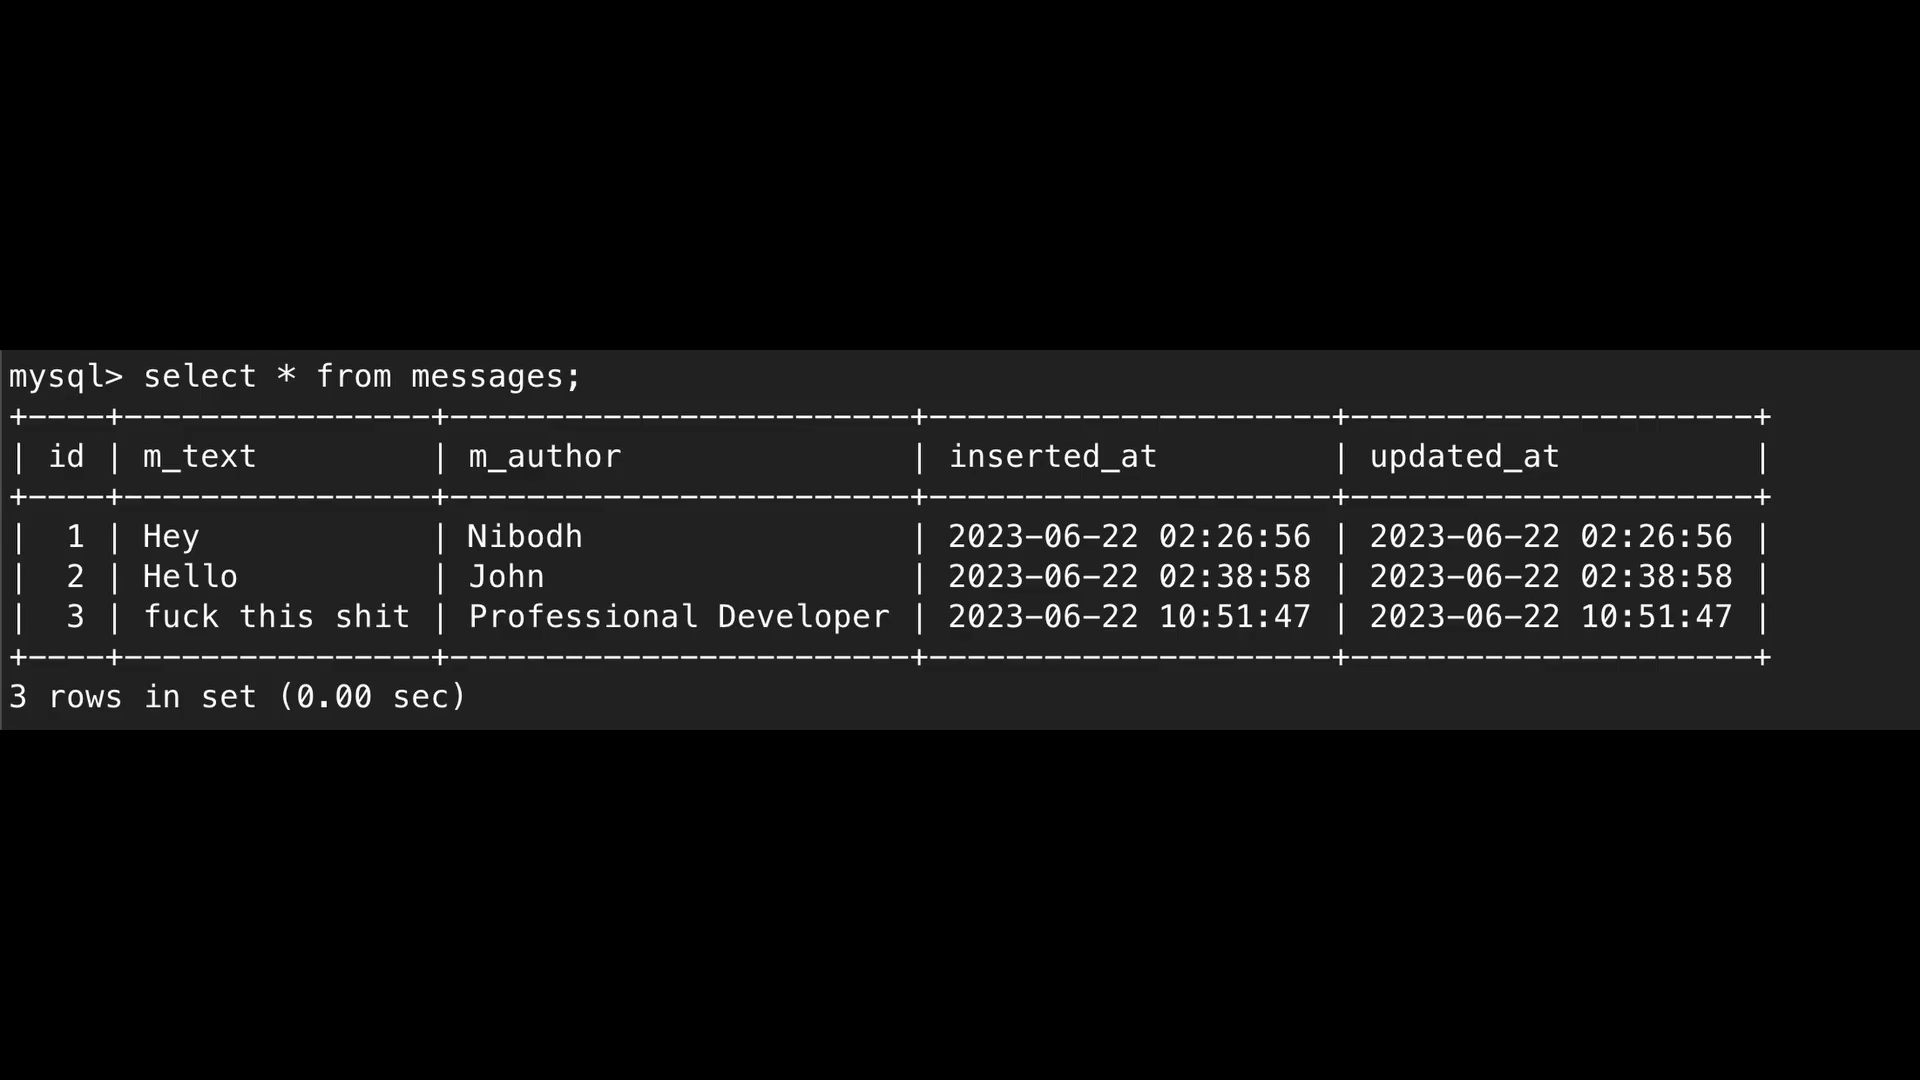 mysql> select * from messages;
+----+----------------+------------------------+---------------------+---------------------+
| id | m_text         | m_author               | inserted_at         | updated_at          |
+----+----------------+------------------------+---------------------+---------------------+
|  1 | Hey            | Nibodh                 | 2023-06-22 02:26:56 | 2023-06-22 02:26:56 |
|  2 | Hello          | John                   | 2023-06-22 02:38:58 | 2023-06-22 02:38:58 |
|  3 | fuck this shit | Professional Developer | 2023-06-22 10:51:47 | 2023-06-22 10:51:47 |
+----+----------------+------------------------+---------------------+---------------------+
3 rows in set (0.00 sec)